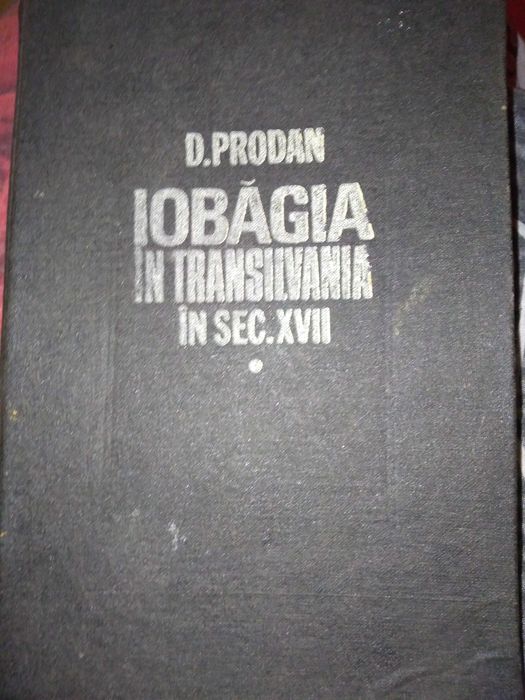 D. PRODAN
IOBĂGIA
ÎN TRANSILVANIA
ÎN SEC. XVII